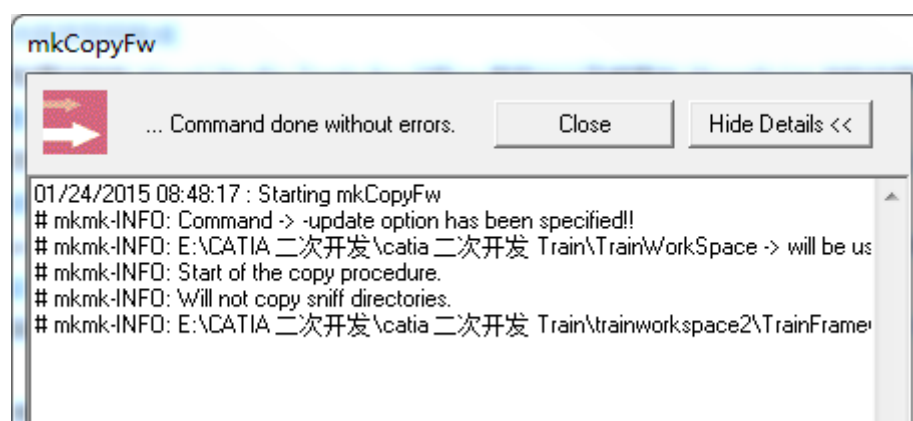 mkCopyFw
... Command done without errors.
Close
Hide Details <<
01/24/2015 08:48:17 : Starting mkCopyFw
# mkmk-INFO: Command -> -update option has been specified!!
# mkmk-INFO: E:\CATIA 二次开发\catia 二次开发 Train\TrainWorkSpace -> will be us
# mkmk-INFO: Start of the copy procedure.
# mkmk-INFO: Will not copy sniff directories.
# mkmk-INFO: E:\CATIA 二次开发\catia 二次开发 Train\trainworkspace2\TrainFrame